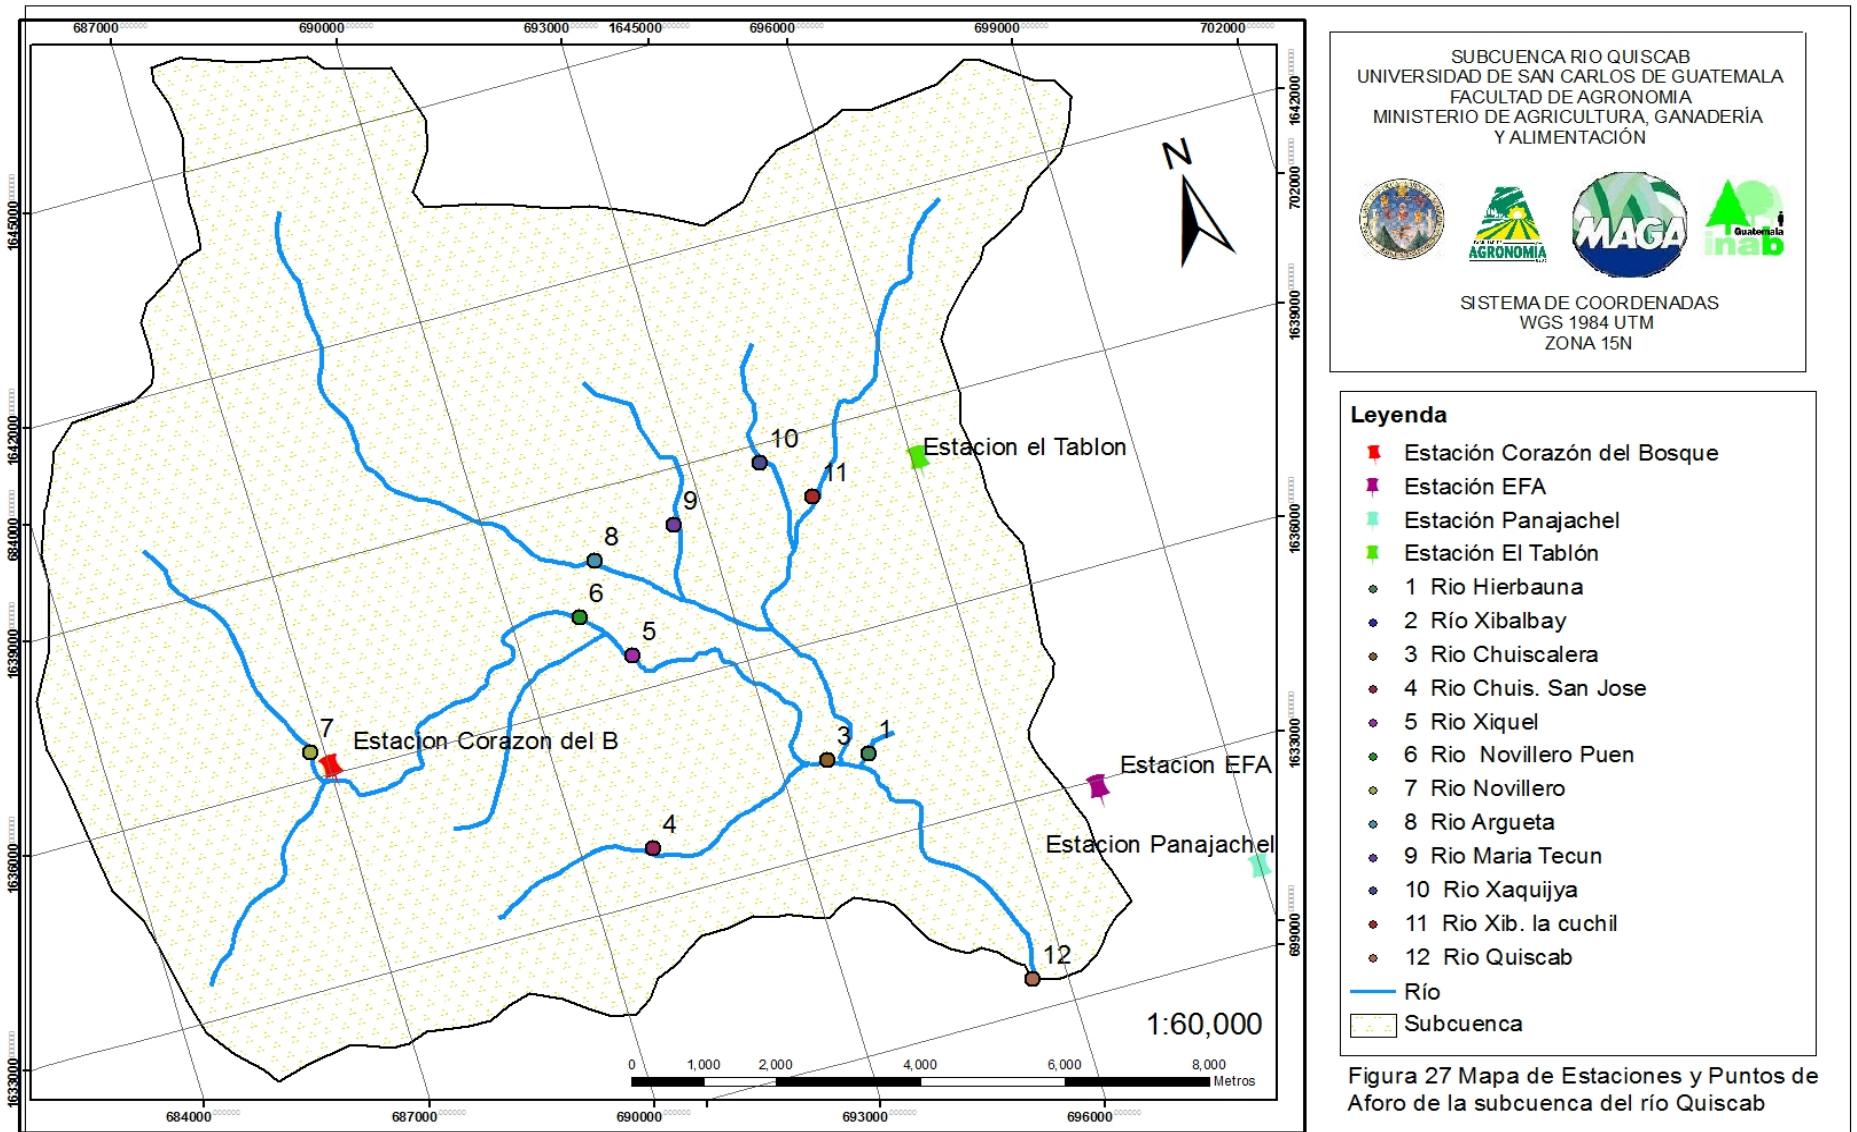 687000
690000
693000
1645000
696000
699000
702000
1645000
1642000
684000
1639000
1636000
1633000
1642000
702000
1639000
1636000
1633000
699000
684000
687000
690000
693000
696000
N
10
Estacion el Tablon
11
9
8
6
5
7
Estacion Corazon del B
3
1
Estacion EFA
4
Estacion Panajachel
12
1:60,000
0 1,000 2,000 4,000 6,000 8,000
Metros
SUBCUENCA RIO QUISCAB
UNIVERSIDAD DE SAN CARLOS DE GUATEMALA
FACULTAD DE AGRONOMIA
MINISTERIO DE AGRICULTURA, GANADERÍA
Y ALIMENTACIÓN
AGRONOMIA
MAGA
Guatemala
inab
SISTEMA DE COORDENADAS
WGS 1984 UTM
ZONA 15N
Leyenda
Estación Corazón del Bosque
Estación EFA
Estación Panajachel
Estación El Tablón
1 Rio Hierbauna
2 Río Xibalbay
3 Rio Chuiscalera
4 Rio Chuis. San Jose
5 Rio Xiquel
6 Rio Novillero Puen
7 Rio Novillero
8 Rio Argueta
9 Rio Maria Tecun
10 Rio Xaquijya
11 Rio Xib. la cuchil
12 Rio Quiscab
Río
Subcuenca
Figura 27 Mapa de Estaciones y Puntos de
Aforo de la subcuenca del río Quiscab